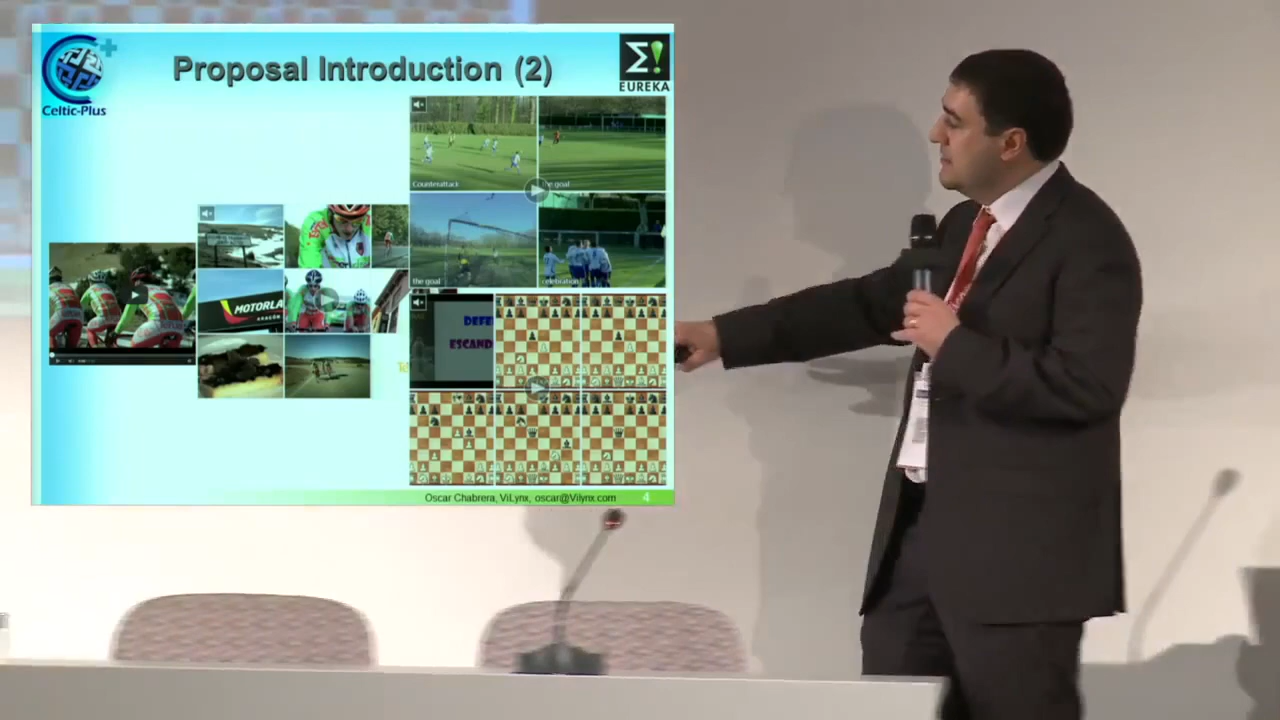 Proposal Introduction (2)
Celtic-Plus
EUREKA
Counterattack
the goal
the goal
celebration
MOTORLA
ARAGÓN
DEFE
ESCAND
Oscar Chabrera, ViLynx, oscar@Vilynx.com
4